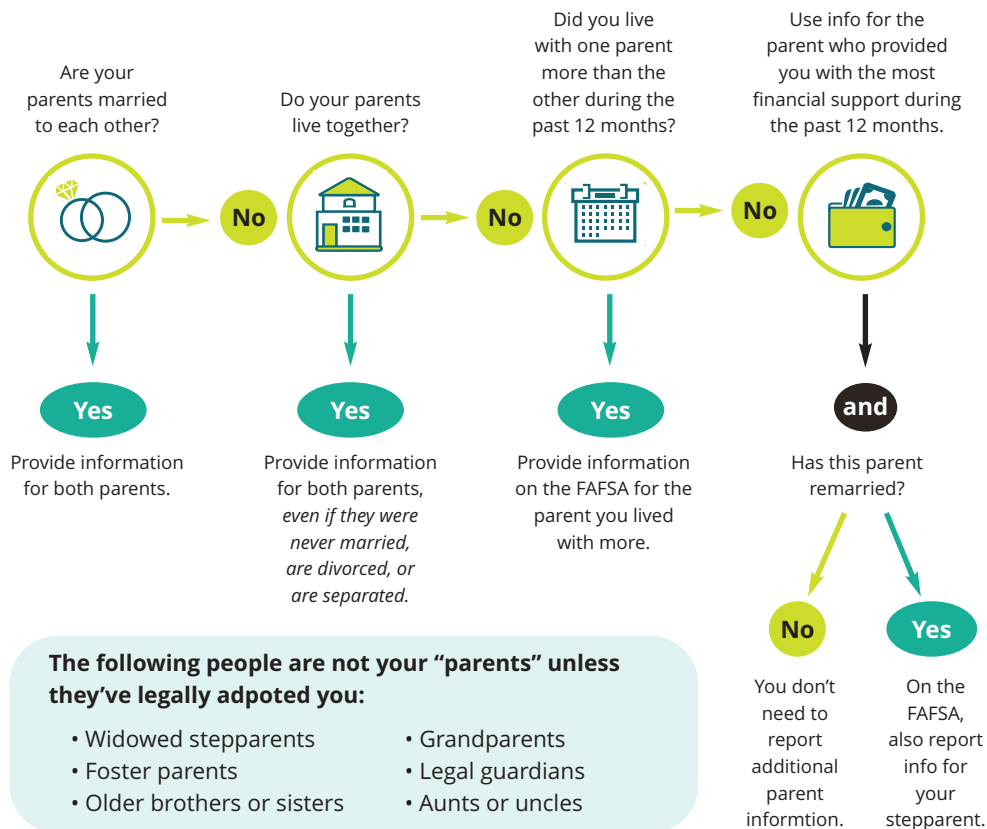 Are your
parents married
to each other?
No
Do your parents
live together?
No
Did you live
with one parent
more than the
other during the
past 12 months?
No
Use info for the
parent who provided
you with the most
financial support during
the past 12 months.
Yes
Provide information
for both parents.
Yes
Provide information
for both parents,
even if they were
never married,
are divorced, or
are separated.
Yes
Provide information
on the FAFSA for the
parent you lived
with more.
and
Has this parent
remarried?
No
You don’t
need to
report
additional
parent
informtion.
Yes
On the
FAFSA,
also report
info for
your
stepparent.
The following people are not your “parents” unless
they’ve legally adpoted you:
• Widowed stepparents
• Foster parents
• Older brothers or sisters
• Grandparents
• Legal guardians
• Aunts or uncles